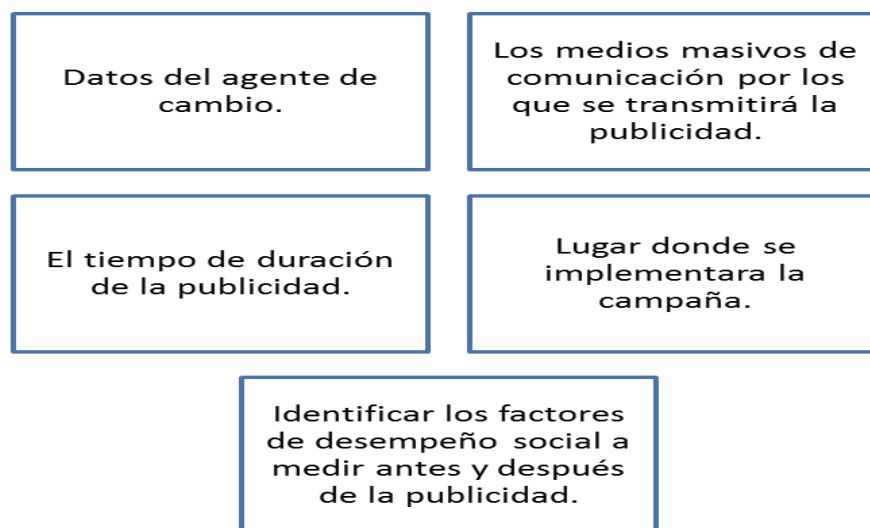 Datos del agente de
cambio.
Los medios masivos de
comunicación por los
que se transmitirá la
publicidad.
El tiempo de duración
de la publicidad.
Lugar donde se
implementara la
campaña.
Identificar los factores
de desempeño social a
medir antes y después
de la publicidad.